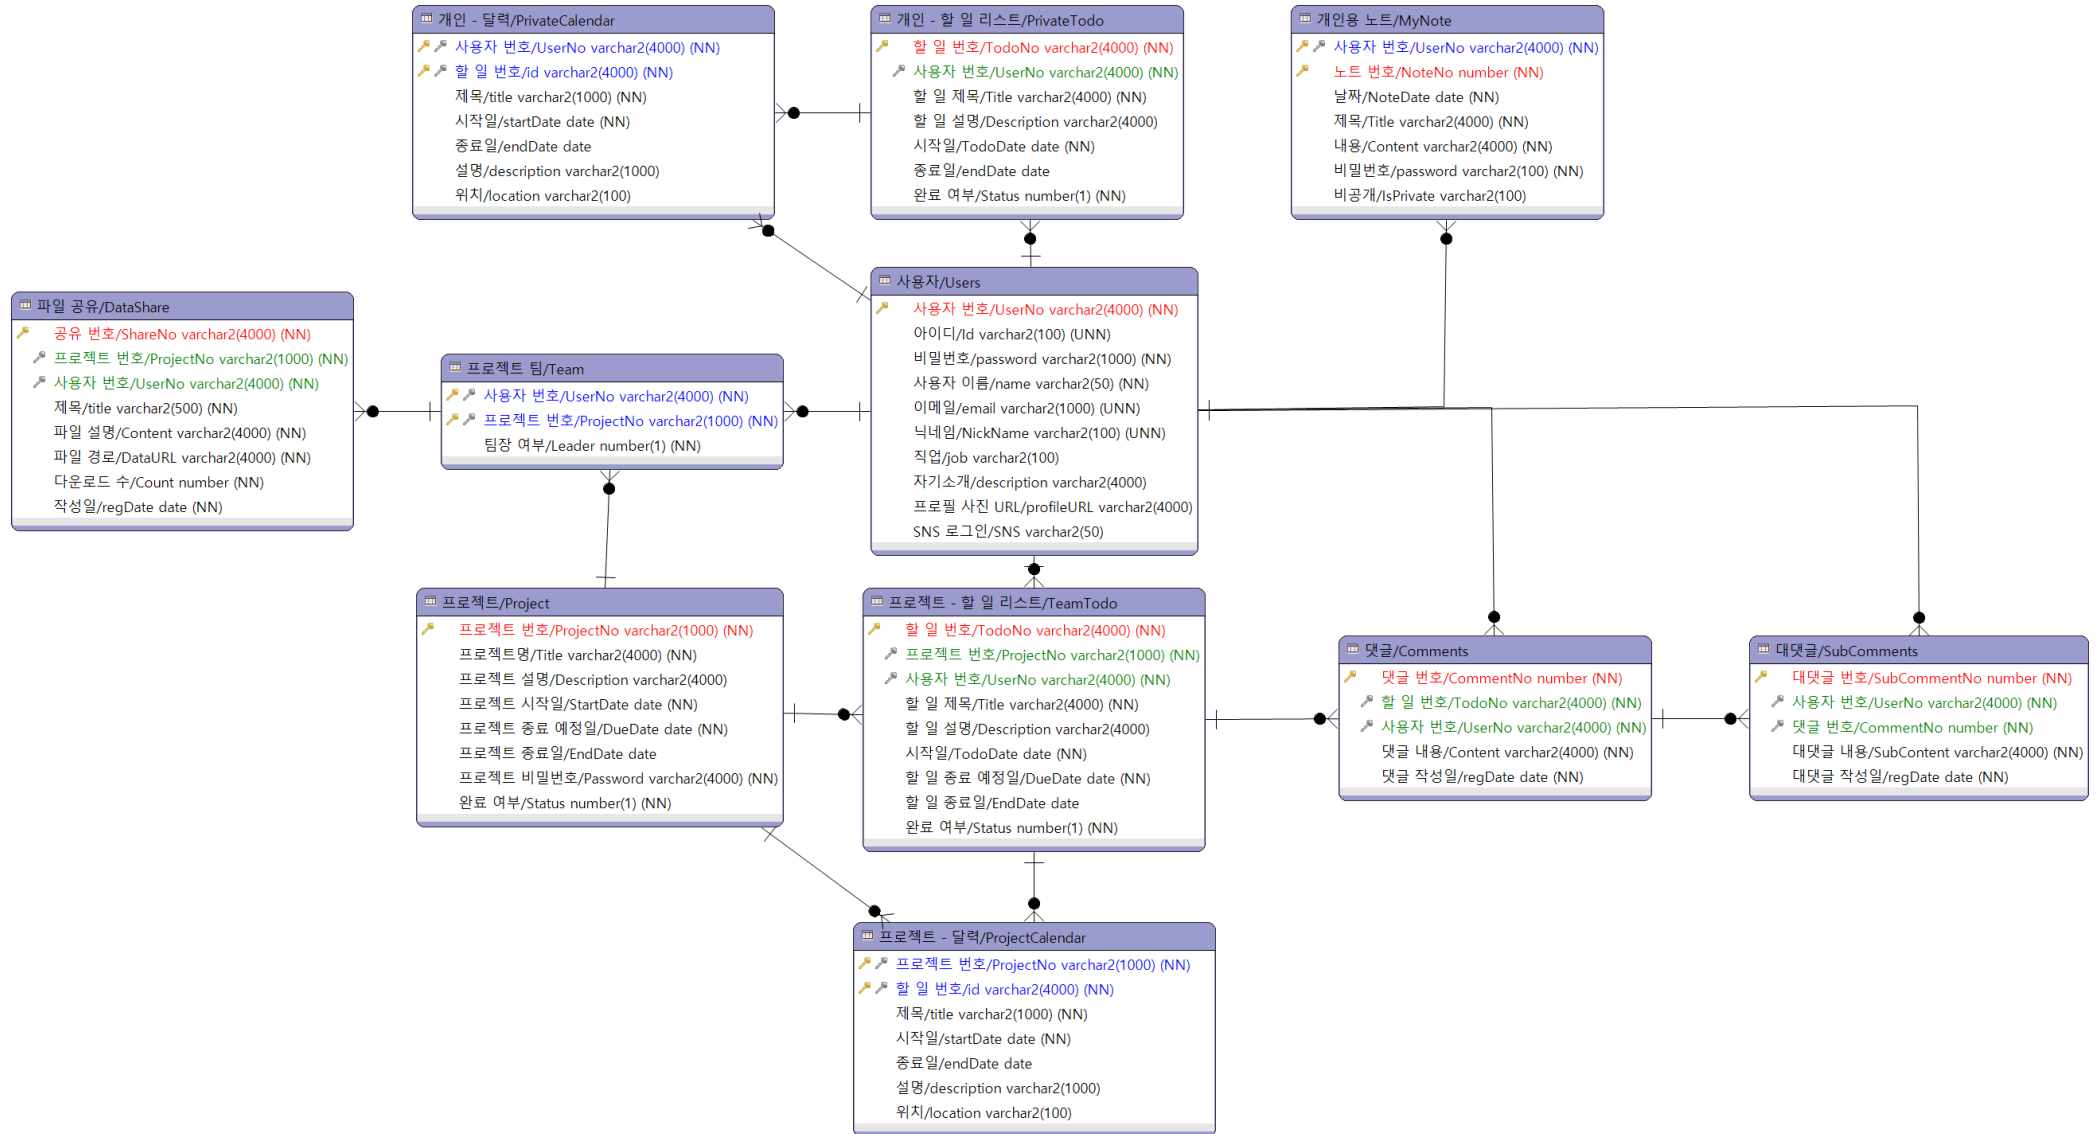 개인 - 달력/PrivateCalendar
사용자 번호/UserNo varchar2(4000) (NN)
할 일 번호/id varchar2(4000) (NN)
제목/title varchar2(1000) (NN)
시작일/startDate date (NN)
종료일/endDate date
설명/description varchar2(1000)
위치/location varchar2(100)
개인 - 할 일 리스트/PrivateTodo
할 일 번호/TodoNo varchar2(4000) (NN)
사용자 번호/UserNo varchar2(4000) (NN)
할 일 제목/Title varchar2(4000) (NN)
할 일 설명/Description varchar2(4000)
시작일/TodoDate date (NN)
종료일/endDate date
완료 여부/Status number(1) (NN)
개인용 노트/MyNote
사용자 번호/UserNo varchar2(4000) (NN)
노트 번호/NoteNo number (NN)
날짜/NoteDate date (NN)
제목/Title varchar2(4000) (NN)
내용/Content varchar2(4000) (NN)
비밀번호/password varchar2(100) (NN)
비공개/IsPrivate varchar2(100)
파일 공유/DataShare
공유 번호/ShareNo varchar2(4000) (NN)
프로젝트 번호/ProjectNo varchar2(1000) (NN)
사용자 번호/UserNo varchar2(4000) (NN)
제목/title varchar2(500) (NN)
파일 설명/Content varchar2(4000) (NN)
파일 경로/DataURL varchar2(4000) (NN)
다운로드 수/Count number (NN)
작성일/regDate date (NN)
프로젝트 팀/Team
사용자 번호/UserNo varchar2(4000) (NN)
프로젝트 번호/ProjectNo varchar2(1000) (NN)
팀장 여부/Leader number(1) (NN)
사용자/Users
사용자 번호/UserNo varchar2(4000) (NN)
아이디/Id varchar2(100) (UNN)
비밀번호/password varchar2(1000) (NN)
사용자 이름/name varchar2(50) (NN)
이메일/email varchar2(1000) (UNN)
닉네임/NickName varchar2(100) (UNN)
직업/job varchar2(100)
자기소개/description varchar2(4000)
프로필 사진 URL/profileURL varchar2(4000)
SNS 로그인/SNS varchar2(50)
프로젝트/Project
프로젝트 번호/ProjectNo varchar2(1000) (NN)
프로젝트명/Title varchar2(4000) (NN)
프로젝트 설명/Description varchar2(4000)
프로젝트 시작일/StartDate date (NN)
프로젝트 종료 예정일/DueDate date (NN)
프로젝트 종료일/EndDate date
프로젝트 비밀번호/Password varchar2(4000) (NN)
완료 여부/Status number(1) (NN)
프로젝트 - 할 일 리스트/TeamTodo
할 일 번호/TodoNo varchar2(4000) (NN)
프로젝트 번호/ProjectNo varchar2(1000) (NN)
사용자 번호/UserNo varchar2(4000) (NN)
할 일 제목/Title varchar2(4000) (NN)
할 일 설명/Description varchar2(4000)
시작일/TodoDate date (NN)
할 일 종료 예정일/DueDate date (NN)
할 일 종료일/EndDate date
완료 여부/Status number(1) (NN)
댓글/Comments
댓글 번호/CommentNo number (NN)
할 일 번호/TodoNo varchar2(4000) (NN)
사용자 번호/UserNo varchar2(4000) (NN)
댓글 내용/Content varchar2(4000) (NN)
댓글 작성일/regDate date (NN)
대댓글/SubComments
대댓글 번호/SubCommentNo number (NN)
사용자 번호/UserNo varchar2(4000) (NN)
댓글 번호/CommentNo number (NN)
대댓글 내용/SubContent varchar2(4000) (NN)
대댓글 작성일/regDate date (NN)
프로젝트 - 달력/ProjectCalendar
프로젝트 번호/ProjectNo varchar2(1000) (NN)
할 일 번호/id varchar2(4000) (NN)
제목/title varchar2(1000) (NN)
시작일/startDate date (NN)
종료일/endDate date
설명/description varchar2(1000)
위치/location varchar2(100)